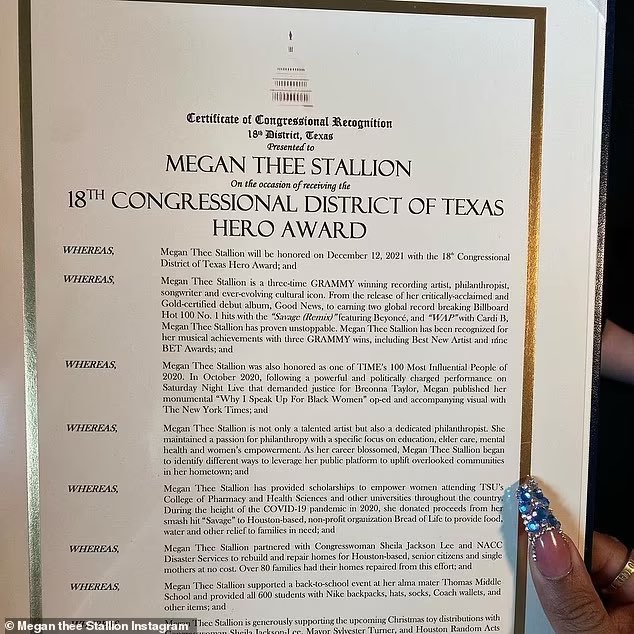 Certificate of Congressional Recognition
18th District, Texas
Presented to
MEGAN THEE STALLION
On the occasion of receiving the
18TH CONGRESSIONAL DISTRICT OF TEXAS
HERO AWARD
WHEREAS, Megan Thee Stallion will be honored on December 12, 2021 with the 18th Congressional
District of Texas Hero Award; and
WHEREAS, Megan Thee Stallion is a three-time GRAMMY winning recording artist, philanthropist,
songwriter and ever-evolving cultural icon. From the release of her critically-acclaimed and
Gold-certified debut album, Good News, to earning two global record breaking Billboard
Hot 100 No. 1 hits with the "Savage (Remix)" featuring Beyoncé, and "WAP" with Cardi B,
Megan Thee Stallion has proven unstoppable. Megan Thee Stallion has been recognized for
her musical achievements with three GRAMMY wins, including Best New Artist and nine
BET Awards; and
WHEREAS, Megan Thee Stallion was also honored as one of TIME's 100 Most Influential People of
2020. In October 2020, following a powerful and politically charged performance on
Saturday Night Live that demanded justice for Breonna Taylor, Megan published her
monumental "Why I Speak Up For Black Women" op-ed and accompanying visual with
The New York Times; and
WHEREAS, Megan Thee Stallion is not only a talented artist but also a dedicated philanthropist. She
maintained a passion for philanthropy with a specific focus on education, elder care, mental
health and women's empowerment. As her career blossomed, Megan Thee Stallion began
to identify different ways to leverage her public platform to uplift overlooked communities
in her hometown; and
WHEREAS, Megan Thee Stallion has provided scholarships to empower women attending TSU's
College of Pharmacy and Health Sciences and other universities throughout the country.
During the height of the COVID-19 pandemic in 2020, she donated proceeds from her
smash hit "Savage" to Houston-based, non-profit organization Bread of Life to provide food,
water and other relief to families in need; and
WHEREAS, Megan Thee Stallion partnered with Congresswoman Sheila Jackson Lee and NACC
Disaster Services to rebuild and repair homes for Houston-based, senior citizens and single
mothers at no cost. Over 80 families had their homes repaired from this effort; and
WHEREAS, Megan Thee Stallion supported a back-to-school event at her alma mater Thomas Middle
School and provided all 600 students with Nike backpacks, hats, socks, Coach wallets, and
other items; and
WHEREAS, Megan Thee Stallion is generously supporting the upcoming Christmas toy distributions with
Sheila Jackson-Lee, Mayor Sylvester Turner, and Houston Random Acts
© Megan thee Stallion Instagram